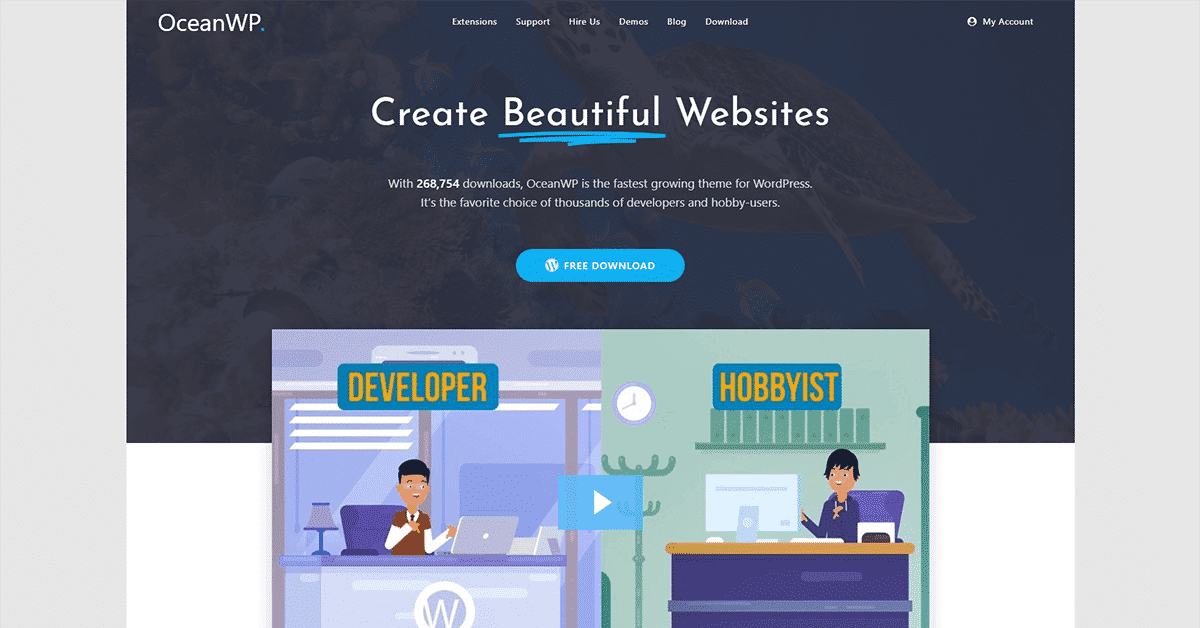 OceanWP.
Extensions Support Hire Us Demos Blog Download
My Account
Create Beautiful Websites
With 268,754 downloads, OceanWP is the fastest growing theme for WordPress.
It's the favorite choice of thousands of developers and hobby-users.
FREE DOWNLOAD
DEVELOPER
HOBBYIST